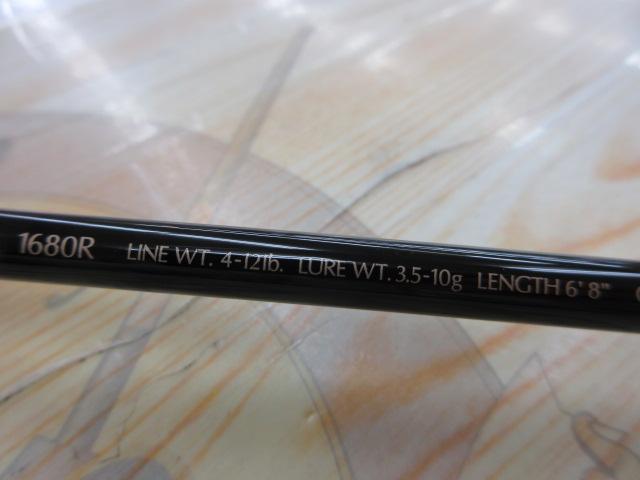 1680R LINE WT. 4-12lb. LURE WT. 3.5-10g LENGTH 6' 8"